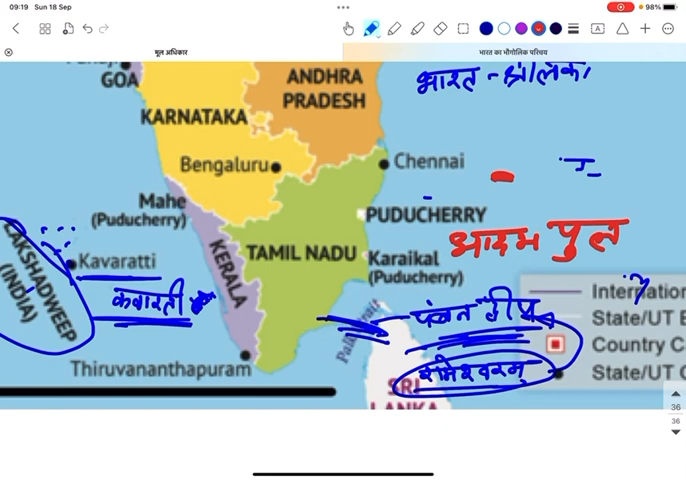 09:19 Sun 18 Sep
98%
मूल अधिकार
भारत का भौगोलिक परिचय
GOA
ANDHRA
PRADESH
भारत -
KARNATAKA
Bengaluru
Chennai
Mahe
(Puducherry)
PUDUCHERRY
आदम पुल
LAKSHADWEEP
(INDIA)
Kavaratti
KERALA
TAMIL NADU
Karaikal
(Puducherry)
कवारती
पंबन द्वीप
State/UT
Country C
रामेश्वरम्
State/UT C
Thiruvananthapuram
SRI
LANKA
36
36